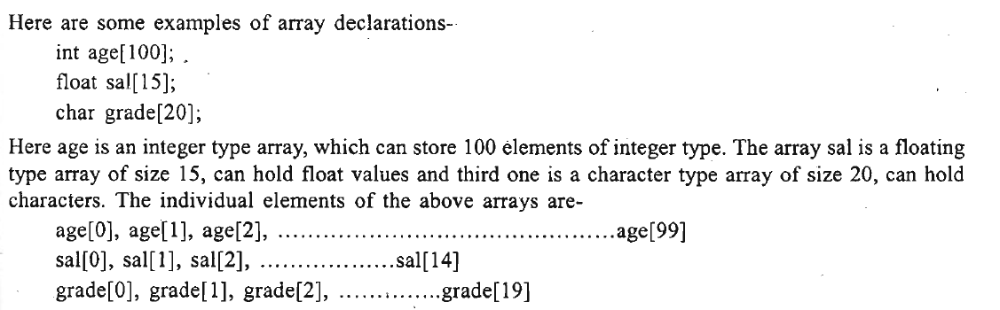 Here are some examples of array declarations-
int age[100];
float sal[15];
char grade[20];
Here age is an integer type array, which can store 100 elements of integer type. The array sal is a floating
type array of size 15, can hold float values and third one is a character type array of size 20, can hold
characters. The individual elements of the above arrays are-
age[0], age[1], age[2], .............................................age[99]
sal[0], sal[1], sal[2], ..................sal[14]
grade[0], grade[1], grade[2], ..............grade[19]